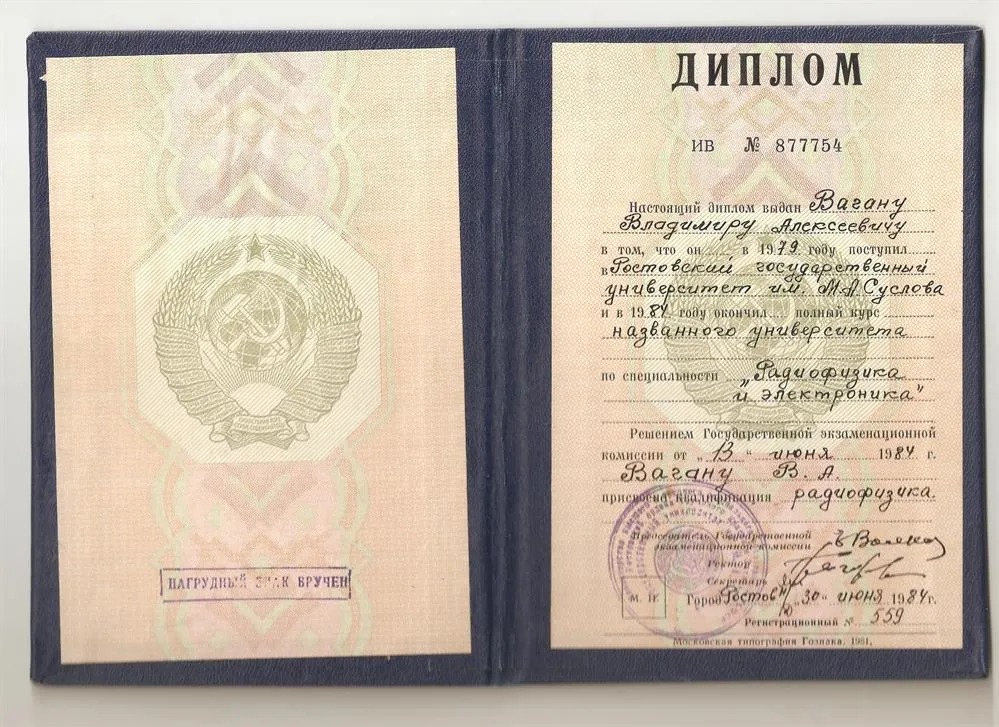 НАГРУДНЫЙ ЗНАК ВРУЧЕН
ДИПЛОМ
ИВ № 877754
Настоящий диплом выдан Вагану
Владимиру Алексеевичу
в том, что он в 1979 году поступил
в Ростовский государственный
университет им. М.А.Суслова
и в 1984 году окончил полный курс
названного университета
по специальности „Радиофизика
и электроника"
Решением Государственной экзаменационной
комиссии от „13" июня 1984 г.
Вагану В. А.
присвоена квалификация радиофизика.
Председатель Государственной
экзаменационной комиссии
Ректор
Секретарь
М. П. Город Ростов н/Д „30" июня 1984г.
Регистрационный № 559
Московская типография Гознака. 1981.